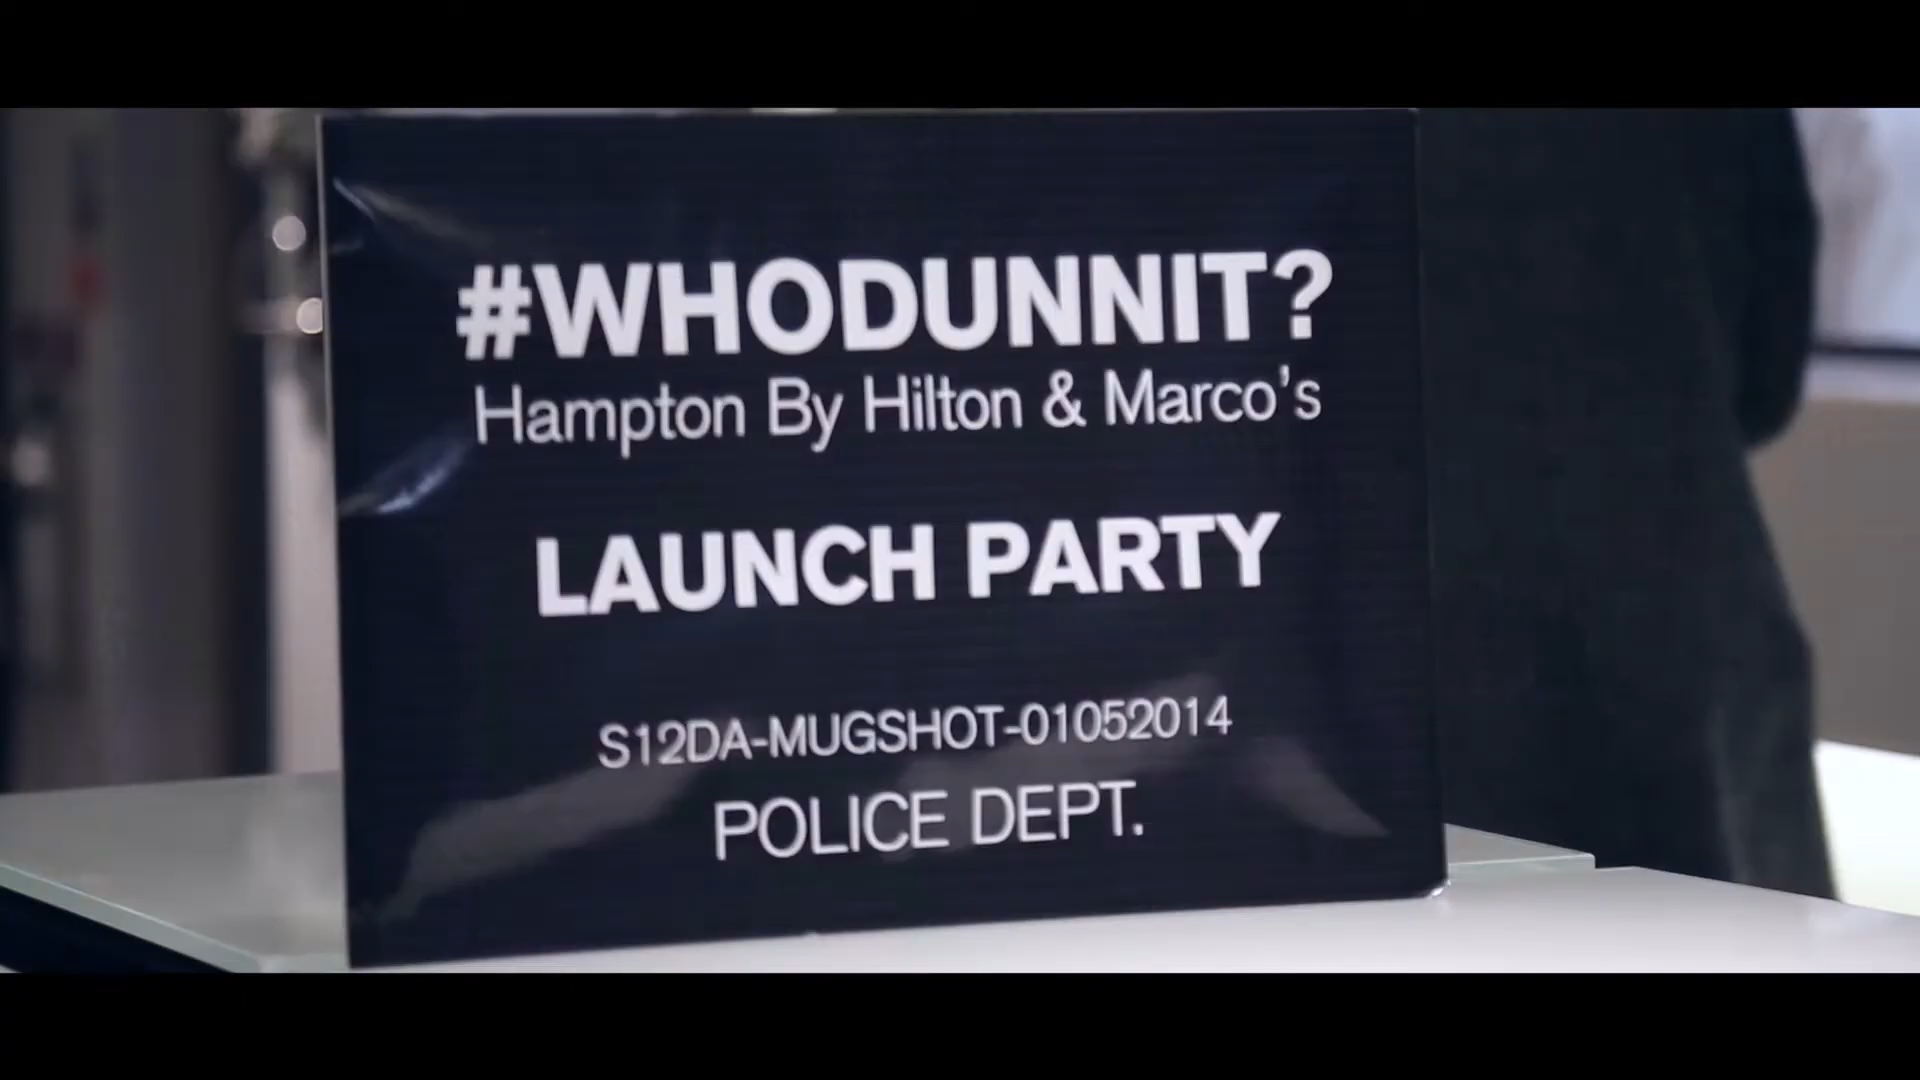 #WHODUNNIT?
Hampton By Hilton & Marco's
LAUNCH PARTY
S12DA-MUGSHOT-01052014
POLICE DEPT.